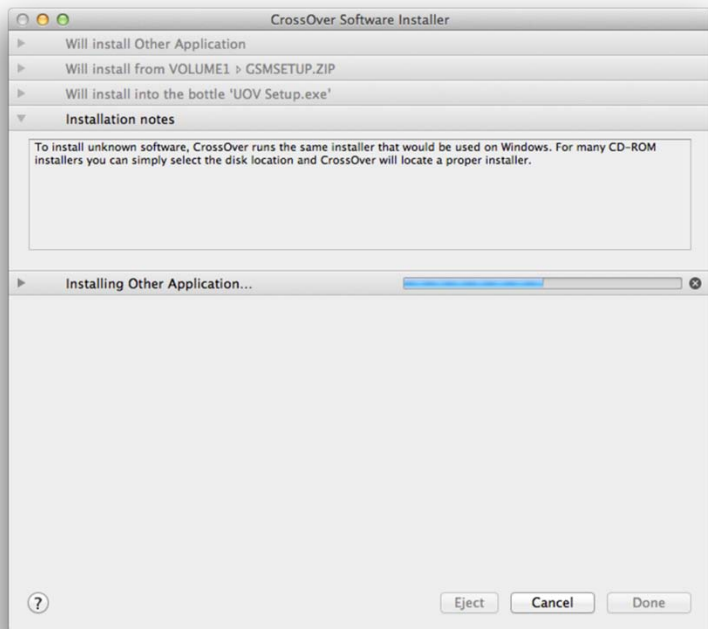 CrossOver Software Installer
Will install Other Application
Will install from VOLUME1 ▹ GSMSETUP.ZIP
Will install into the bottle 'UOV Setup.exe'
Installation notes
To install unknown software, CrossOver runs the same installer that would be used on Windows. For many CD-ROM
installers you can simply select the disk location and CrossOver will locate a proper installer.
Installing Other Application...
? Eject Cancel Done